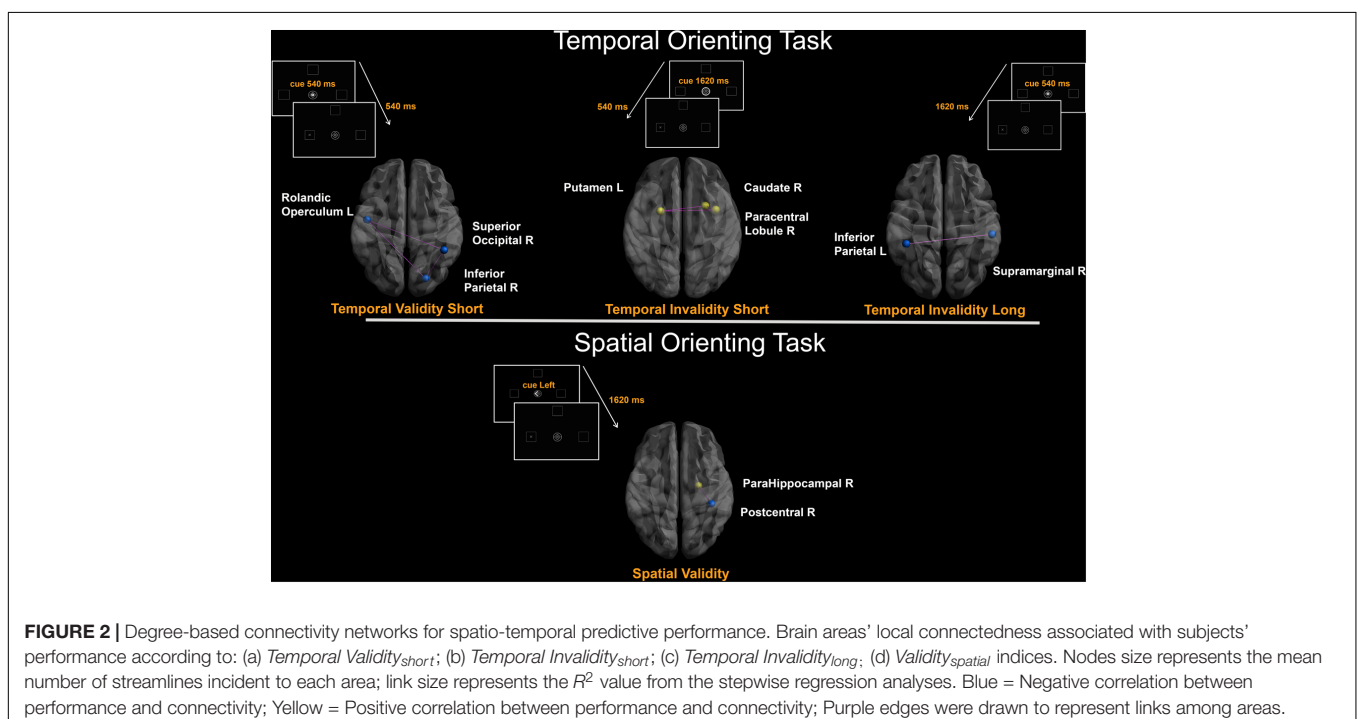 Temporal Orienting Task
cue 540 ms
540 ms
cue 1620 ms
540 ms
cue 540 ms
1620 ms
Rolandic
Operculum L
Superior
Occipital R
Inferior
Parietal R
Temporal Validity Short
Putamen L
Caudate R
Paracentral
Lobule R
Temporal Invalidity Short
Inferior
Parietal L
Supramarginal R
Temporal Invalidity Long
Spatial Orienting Task
cue Left
1620 ms
ParaHippocampal R
Postcentral R
Spatial Validity
FIGURE 2 | Degree-based connectivity networks for spatio-temporal predictive performance. Brain areas' local connectedness associated with subjects'
performance according to: (a) Temporal Validity_short; (b) Temporal Invalidity_short; (c) Temporal Invalidity_long; (d) Validity_spatial indices. Nodes size represents the mean
number of streamlines incident to each area; link size represents the R² value from the stepwise regression analyses. Blue = Negative correlation between
performance and connectivity; Yellow = Positive correlation between performance and connectivity; Purple edges were drawn to represent links among areas.